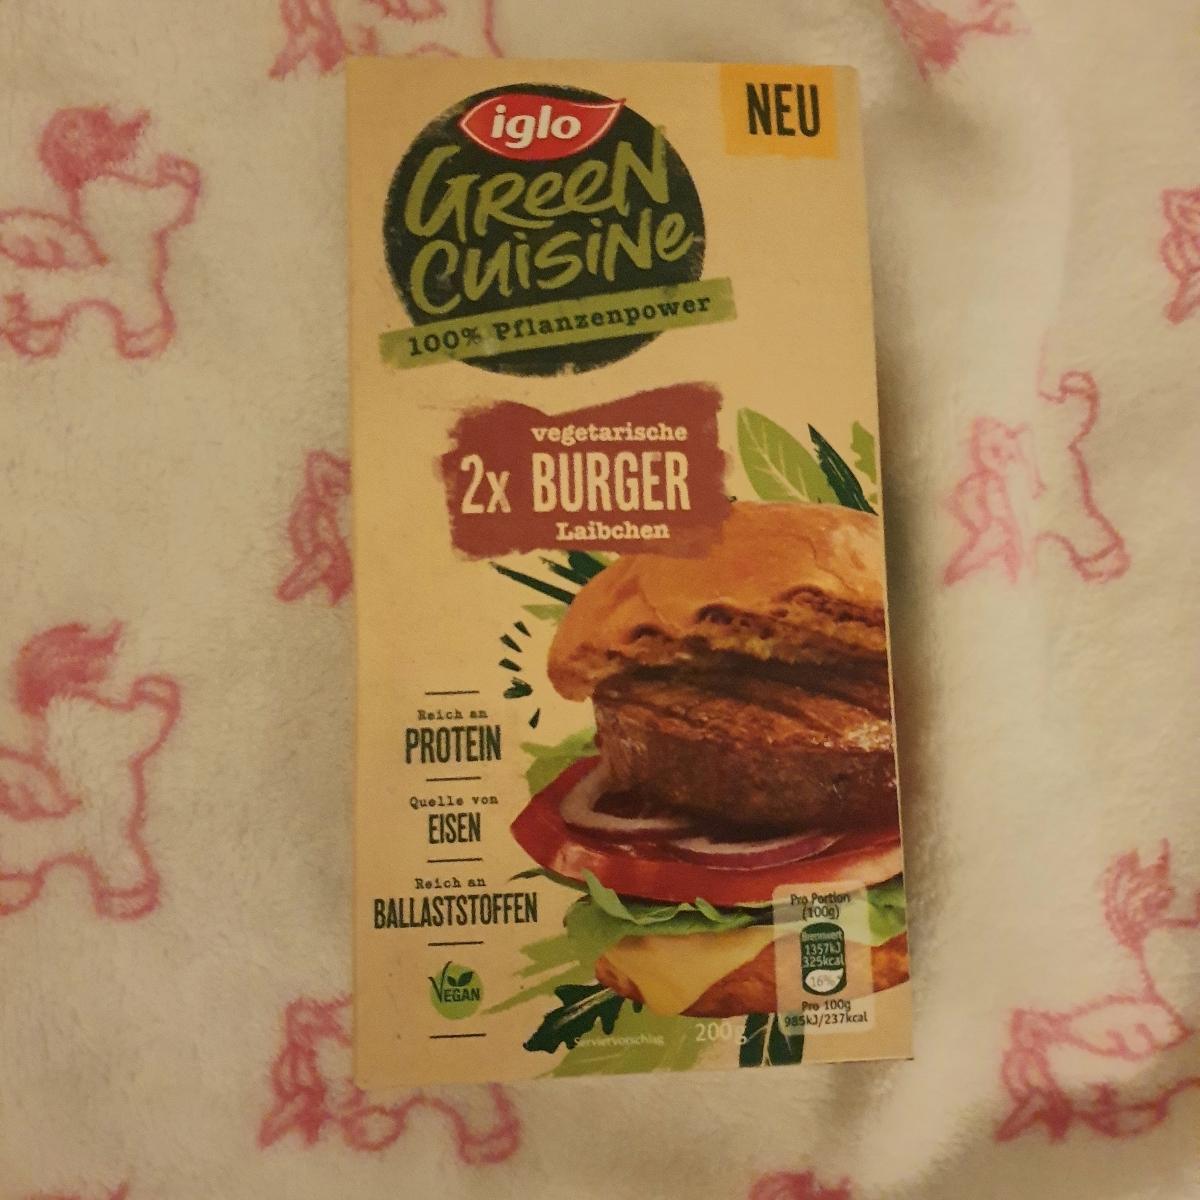 iglo
NEU
GReeN
CUISINe
100% Pflanzenpower
vegetarische
2x BURGER
Laibchen
Reich an
PROTEIN
Quelle von
EISEN
Reich an
BALLASTSTOFFEN
VEGAN
Pro Portion
(100g)
Brennwert
1357kJ
325kcal
16%
Pro 100g
985kJ/237kcal
Serviervorschlag
200g